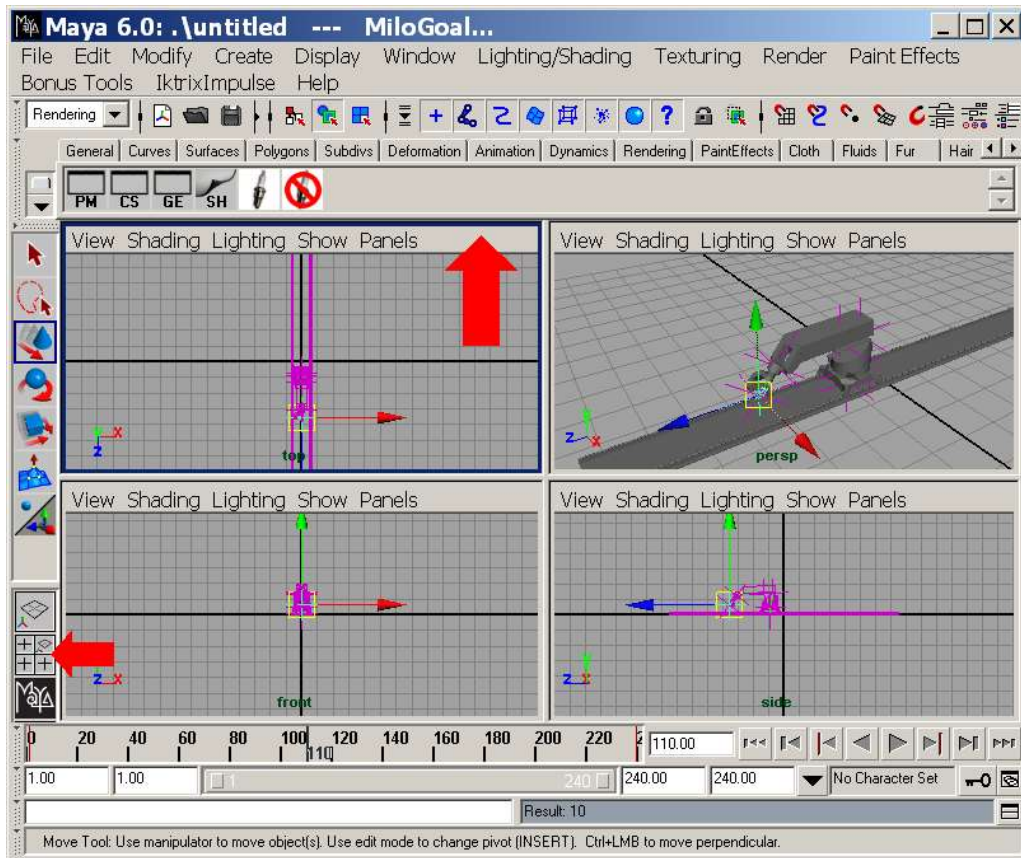 Maya 6.0: .\untitled --- MiloGoal...
File Edit Modify Create Display Window Lighting/Shading Texturing Render Paint Effects
Bonus Tools IktrixImpulse Help
Rendering
General Curves Surfaces Polygons Subdivs Deformation Animation Dynamics Rendering PaintEffects Cloth Fluids Fur Hair
PM CS GE SH
View Shading Lighting Show Panels
X
Z
top
View Shading Lighting Show Panels
Y
Z X
persp
View Shading Lighting Show Panels
Z X
front
View Shading Lighting Show Panels
Y
Z X
side
MAYA
0 20 40 60 80 100 120 140 160 180 200 220 2
110
110.00
1.00 1.00 1 240 240.00 240.00 No Character Set
Result: 10
Move Tool: Use manipulator to move object(s). Use edit mode to change pivot (INSERT). Ctrl+LMB to move perpendicular.